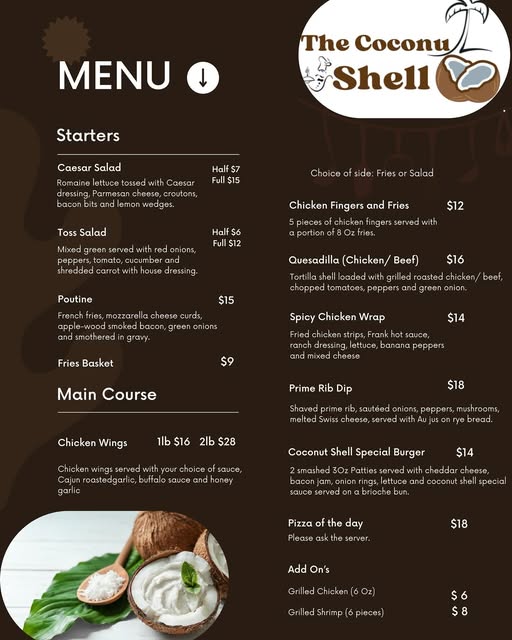 The Coconu
Shell
MENU
Starters
Caesar Salad Half $7
Full $15
Romaine lettuce tossed with Caesar
dressing, Parmesan cheese, croutons,
bacon bits and lemon wedges.
Toss Salad Half $6
Full $12
Mixed green served with red onions,
peppers, tomato, cucumber and
shredded carrot with house dressing.
Poutine $15
French fries, mozzarella cheese curds,
apple-wood smoked bacon, green onions
and smothered in gravy.
Fries Basket $9
Main Course
Chicken Wings 1lb $16 2lb $28
Chicken wings served with your choice of sauce,
Cajun roastedgarlic, buffalo sauce and honey
garlic
Choice of side: Fries or Salad
Chicken Fingers and Fries $12
5 pieces of chicken fingers served with
a portion of 8 Oz fries.
Quesadilla (Chicken/ Beef) $16
Tortilla shell loaded with grilled roasted chicken/ beef,
chopped tomatoes, peppers and green onion.
Spicy Chicken Wrap $14
Fried chicken strips, Frank hot sauce,
ranch dressing, lettuce, banana peppers
and mixed cheese
Prime Rib Dip $18
Shaved prime rib, sautéed onions, peppers, mushrooms,
melted Swiss cheese, served with Au jus on rye bread.
Coconut Shell Special Burger $14
2 smashed 3Oz Patties served with cheddar cheese,
bacon jam, onion rings, lettuce and coconut shell special
sauce served on a brioche bun.
Pizza of the day $18
Please ask the server.
Add On's
Grilled Chicken (6 Oz) $ 6
Grilled Shrimp (6 pieces) $ 8